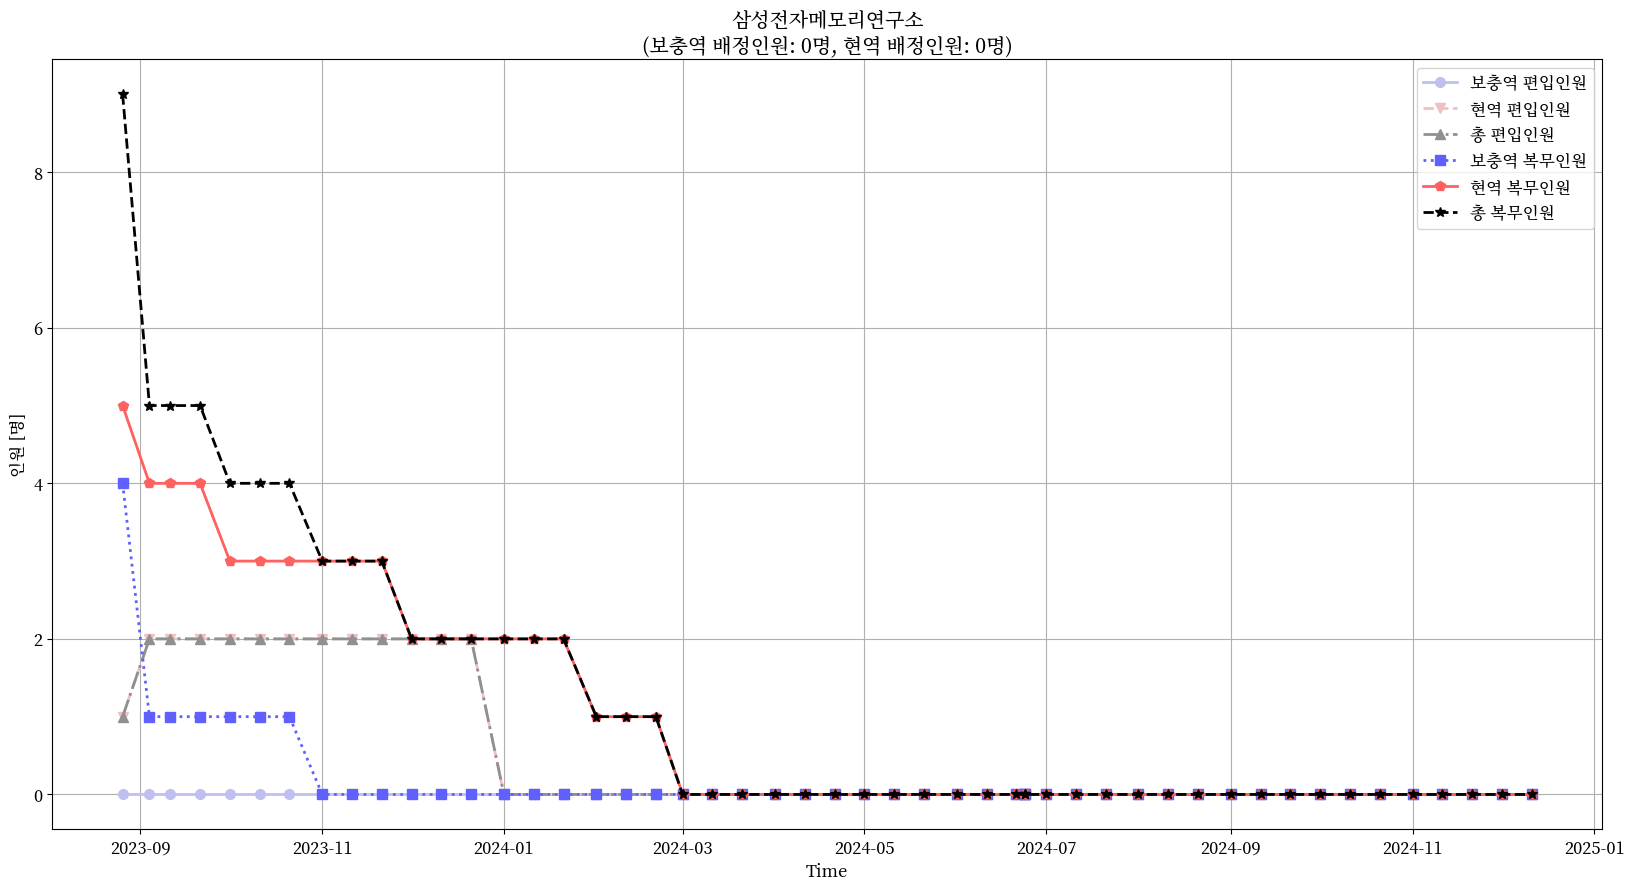 삼성전자메모리연구소
(보충역 배정인원: 0명, 현역 배정인원: 0명)
보충역 편입인원
현역 편입인원
총 편입인원
보충역 복무인원
현역 복무인원
총 복무인원
인원 [명]
8
6
4
2
0
2023-09
2023-11
2024-01
2024-03
2024-05
2024-07
2024-09
2024-11
2025-01
Time